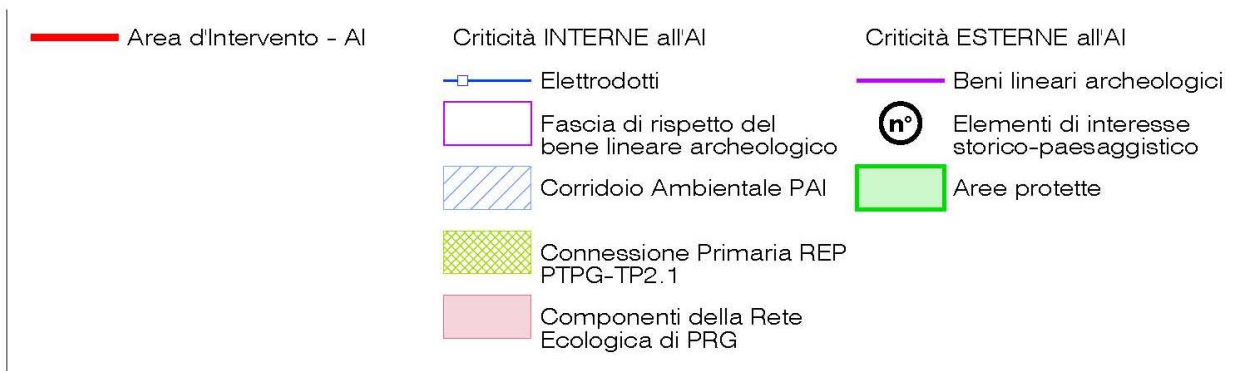 Area d'Intervento - AI
Criticità INTERNE all'AI
Elettrodotti
Fascia di rispetto del
bene lineare archeologico
Corridoio Ambientale PAI
Connessione Primaria REP
PTPG-TP2.1
Componenti della Rete
Ecologica di PRG
Criticità ESTERNE all'AI
Beni lineari archeologici
n°
Elementi di interesse
storico-paesaggistico
Aree protette